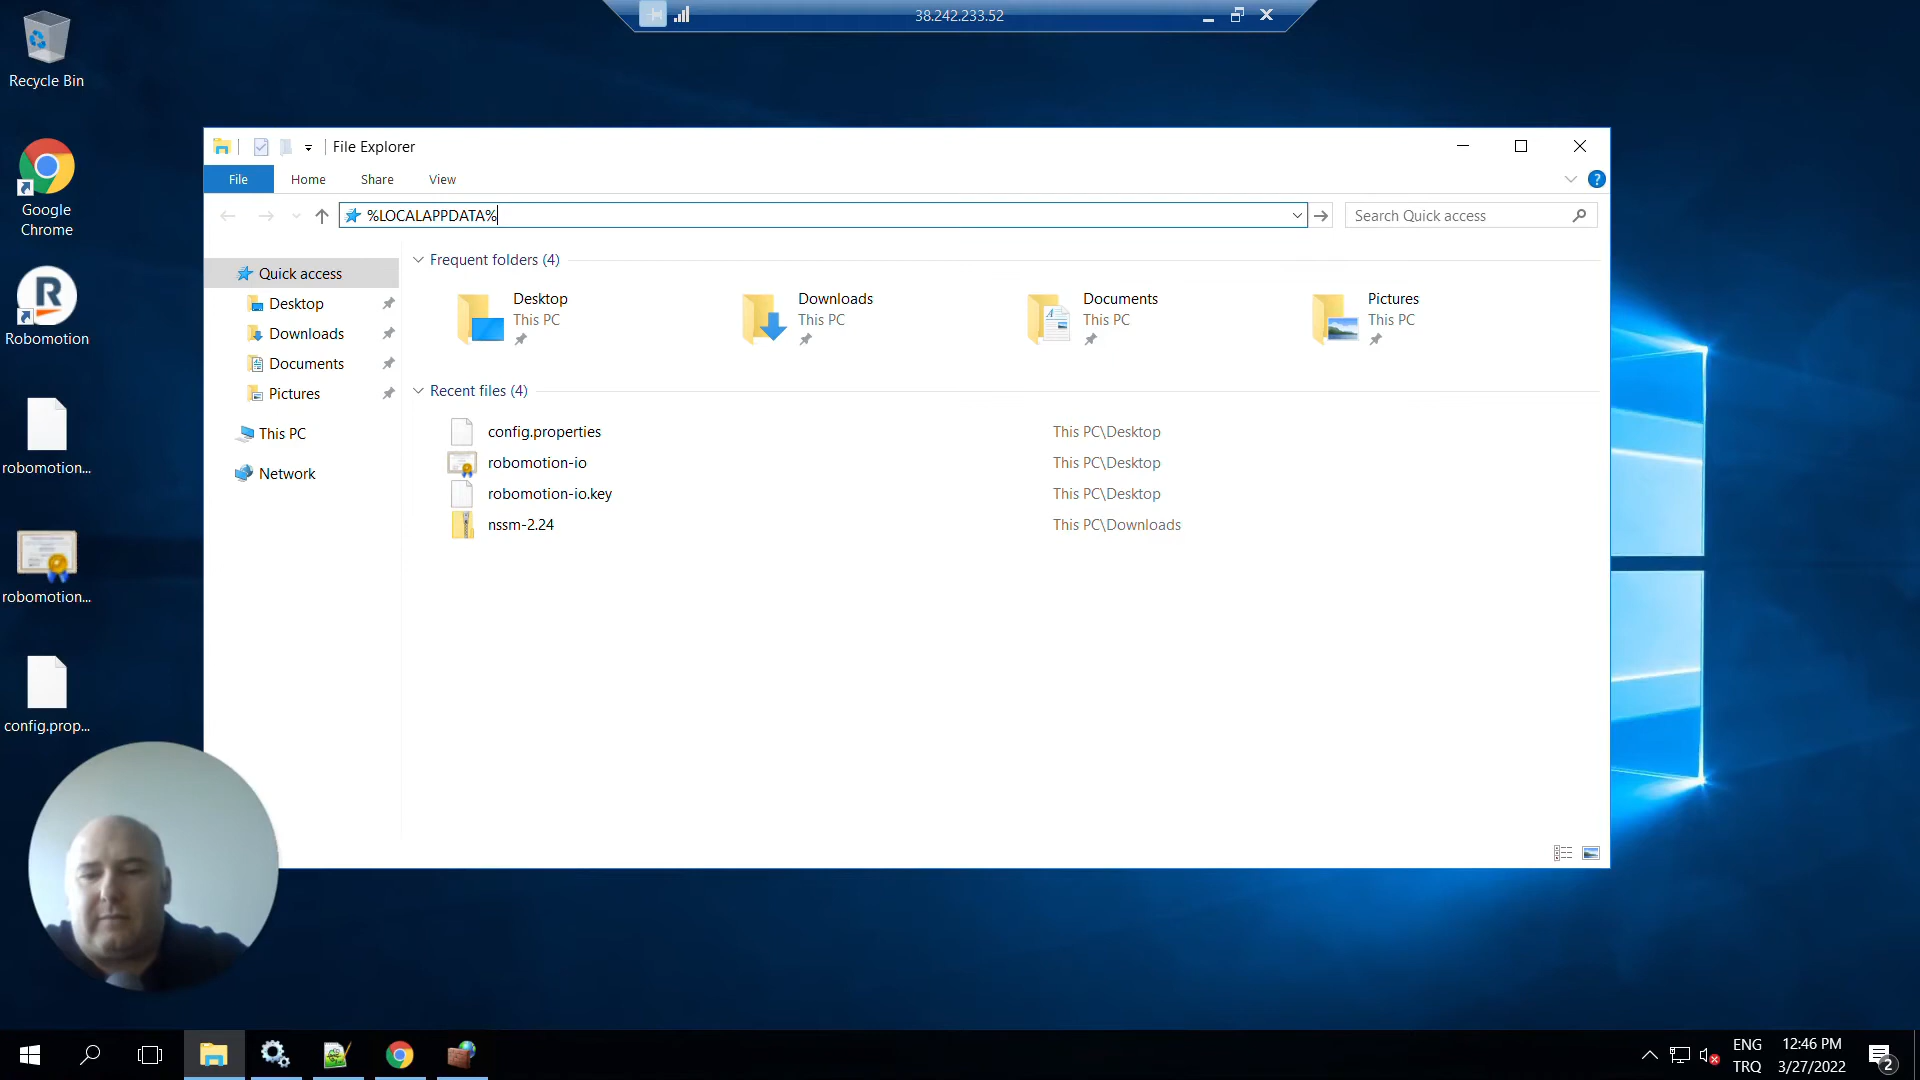 38.242.233.52
Recycle Bin
Google
Chrome
Robomotion
robomotion...
robomotion...
config.prop...
File Explorer
File
Home
Share
View
?
%LOCALAPPDATA%
Search Quick access
Quick access
Desktop
Downloads
Documents
Pictures
This PC
Network
Frequent folders (4)
Desktop
This PC
Downloads
This PC
Documents
This PC
Pictures
This PC
Recent files (4)
config.properties
This PC\Desktop
robomotion-io
This PC\Desktop
robomotion-io.key
This PC\Desktop
nssm-2.24
This PC\Downloads
ENG
TRQ
12:46 PM
3/27/2022
2